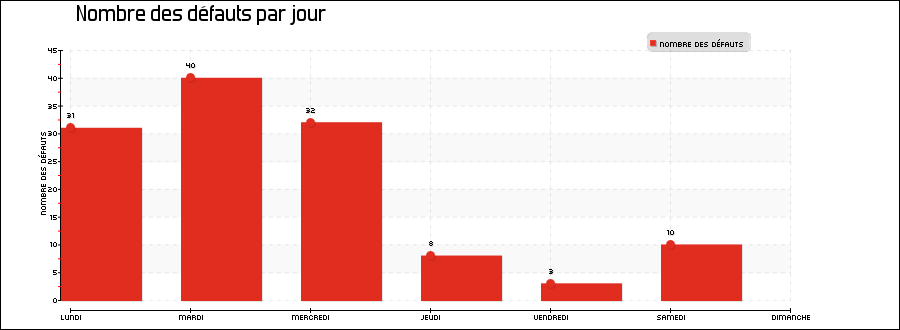 Nombre des défauts par jour
NOMBRE DES DÉFAUTS
NOMBRE DES DÉFAUTS
45
40
35
30
25
20
15
10
5
0
31
40
32
8
3
10
LUNDI
MARDI
MERCREDI
JEUDI
VENDREDI
SAMEDI
DIMANCHE